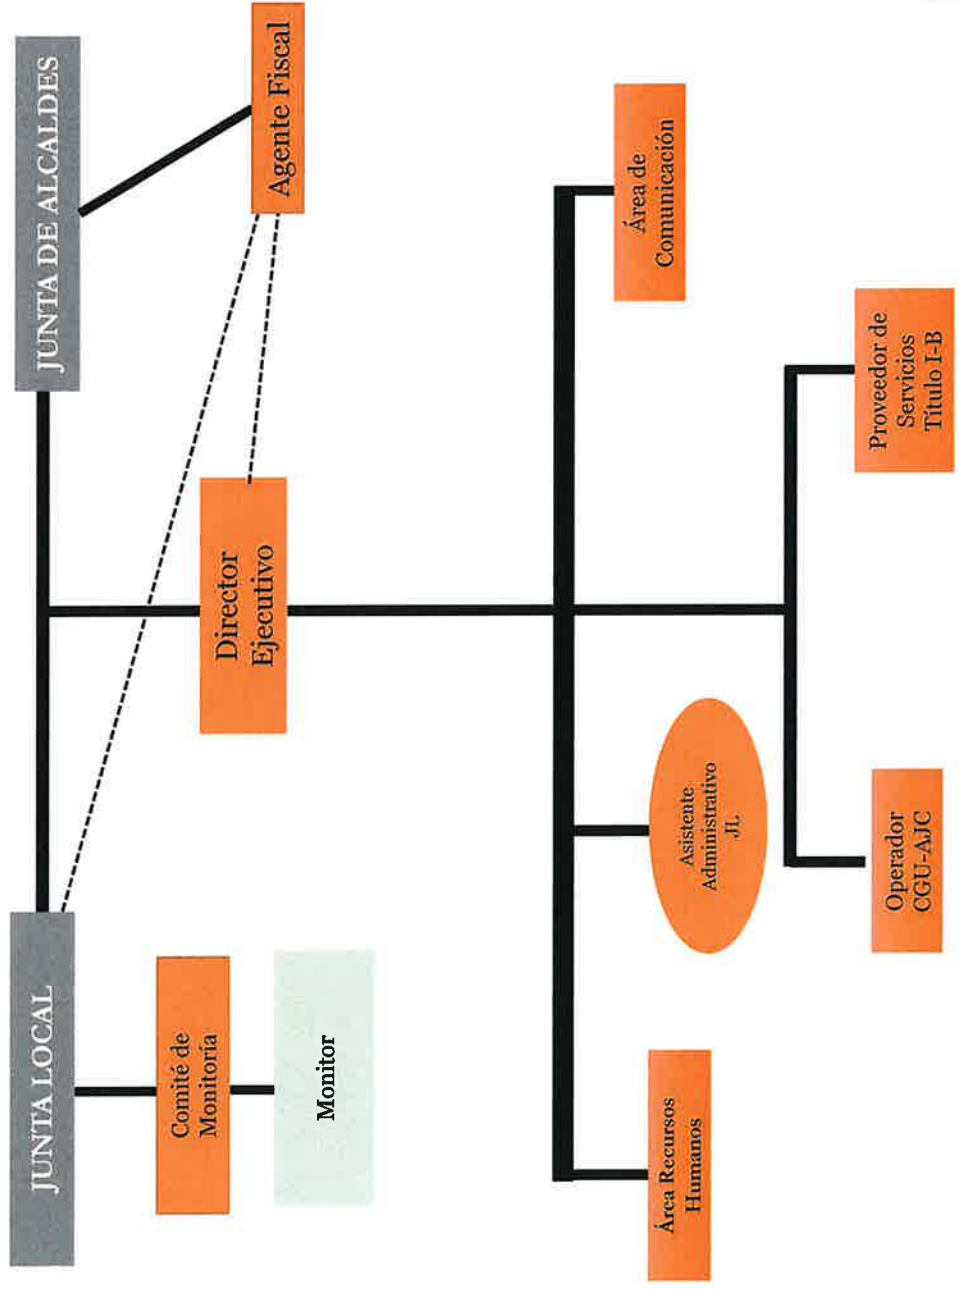 JUNTA LOCAL
JUNTA DE ALCALDES
Comité de
Monitoría
Monitor
Director
Ejecutivo
Agente Fiscal
Área Recursos
Humanos
Asistente
Administrativo
JL
Área de
Comunicación
Operador
CGU-AJC
Proveedor de
Servicios
Título I-B